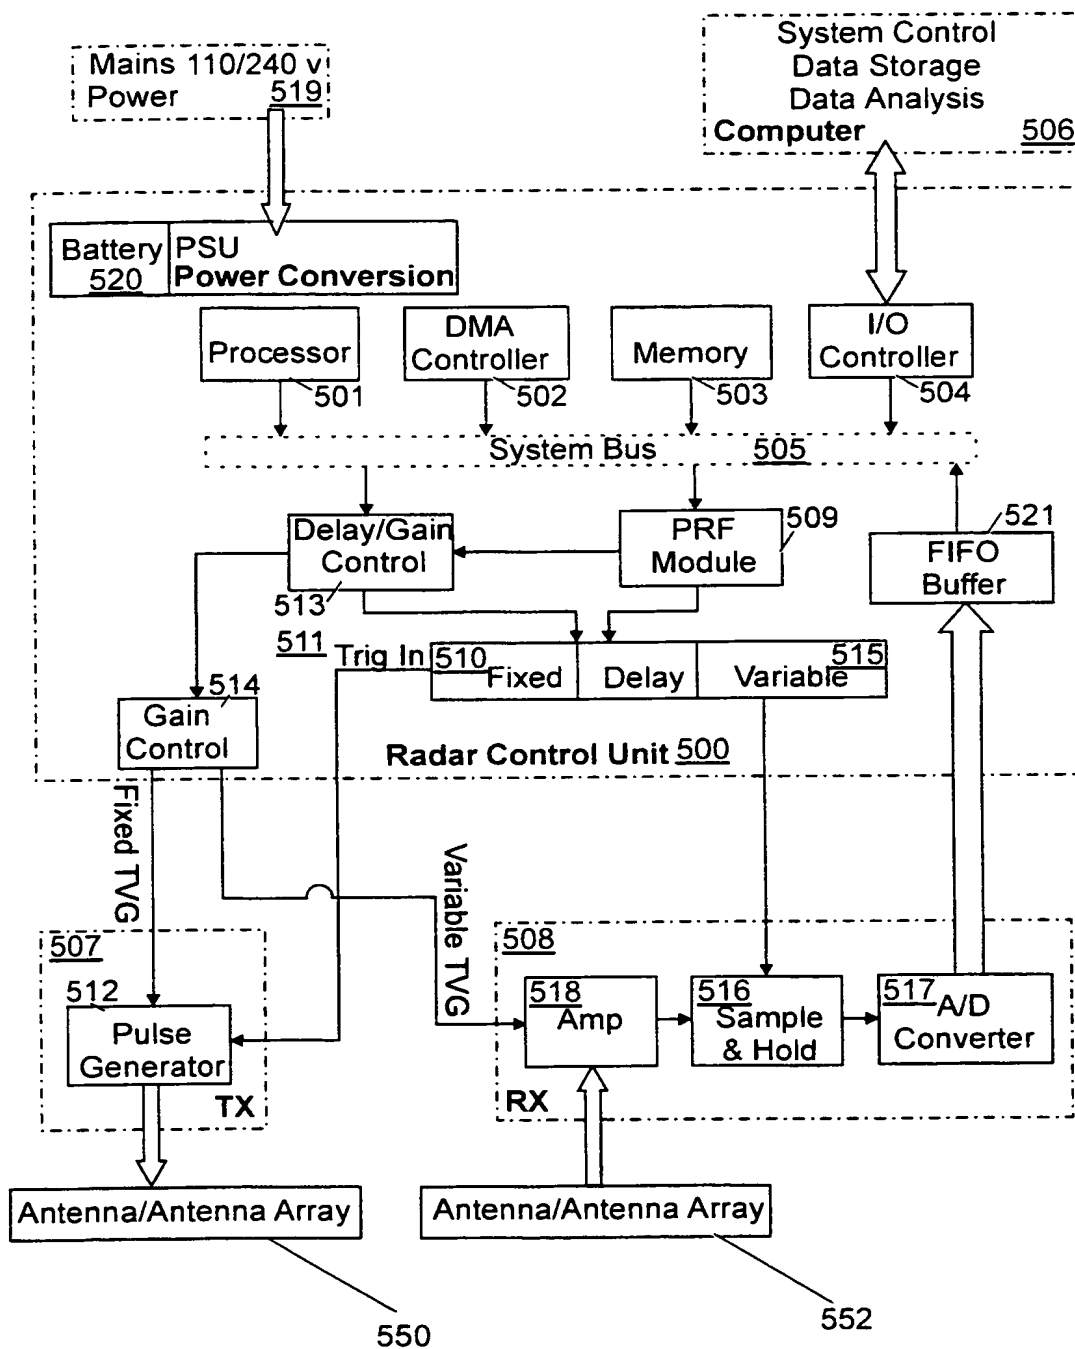 Mains 110/240 v
Power 519
System Control
Data Storage
Data Analysis
Computer 506
Battery
520
PSU
Power Conversion
Processor
501
DMA
Controller
502
Memory
503
I/O
Controller
504
System Bus 505
Delay/Gain
Control
513
PRF
Module
509
521
FIFO
Buffer
511 Trig In
510
Fixed
Delay
515
Variable
514
Gain
Control
Radar Control Unit 500
Fixed TVG
Variable TVG
507
512
Pulse
Generator
TX
508
518
Amp
516
Sample
& Hold
517
A/D
Converter
RX
Antenna/Antenna Array
Antenna/Antenna Array
550
552